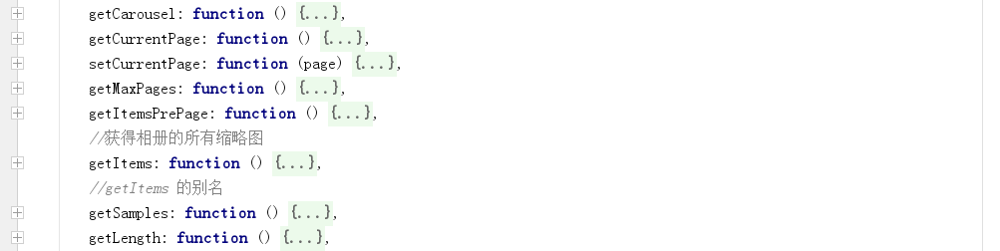 getCarousel: function () {...},
getCurrentPage: function () {...},
setCurrentPage: function (page) {...},
getMaxPages: function () {...},
getItemsPrePage: function () {...},
//获得相册的所有缩略图
getItems: function () {...},
//getItems 的别名
getSamples: function () {...},
getLength: function () {...},